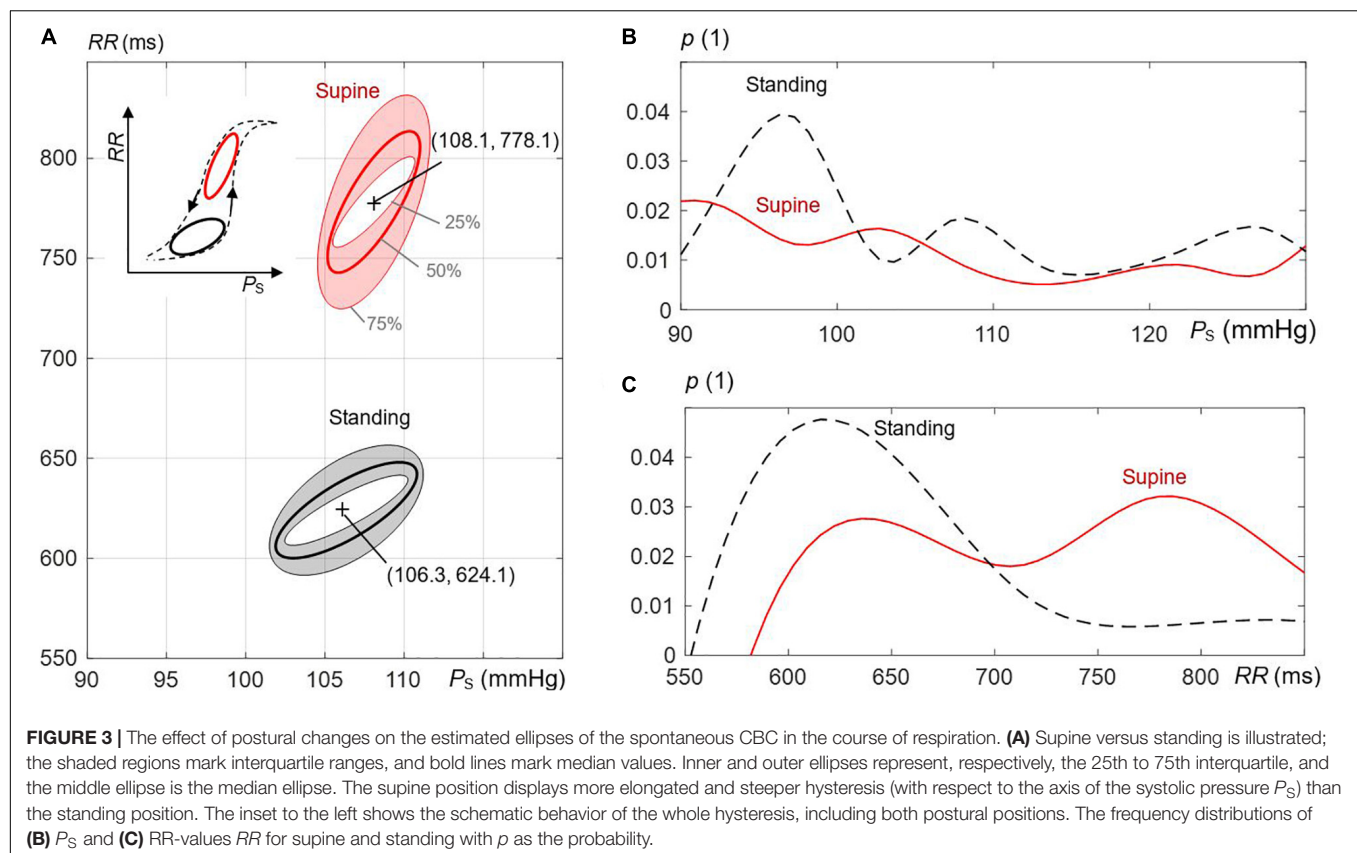 A
RR (ms)
Supine
(108.1, 778.1)
25%
50%
75%
RR
P_S
Standing
(106.3, 624.1)
800
750
700
650
600
550
90 95 100 105 110 P_S (mmHg)
B
p (1)
Standing
Supine
0.04
0.03
0.02
0.01
0
90 100 110 120 P_S (mmHg)
C
p (1)
Standing
Supine
0.04
0.03
0.02
0.01
0
550 600 650 700 750 800 RR (ms)
FIGURE 3 | The effect of postural changes on the estimated ellipses of the spontaneous CBC in the course of respiration. (A) Supine versus standing is illustrated;
the shaded regions mark interquartile ranges, and bold lines mark median values. Inner and outer ellipses represent, respectively, the 25th to 75th interquartile, and
the middle ellipse is the median ellipse. The supine position displays more elongated and steeper hysteresis (with respect to the axis of the systolic pressure P_S) than
the standing position. The inset to the left shows the schematic behavior of the whole hysteresis, including both postural positions. The frequency distributions of
(B) P_S and (C) RR-values RR for supine and standing with p as the probability.